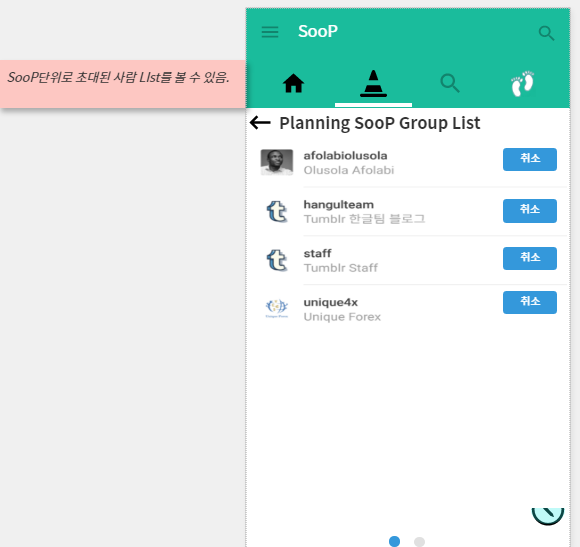 SooP
SooP단위로 초대된 사람 LIst를 볼 수 있음.
Planning SooP Group List
afolabiolusola
Olusola Afolabi
취소
hangulteam
Tumblr 한글팀 블로그
취소
staff
Tumblr Staff
취소
unique4x
Unique Forex
취소